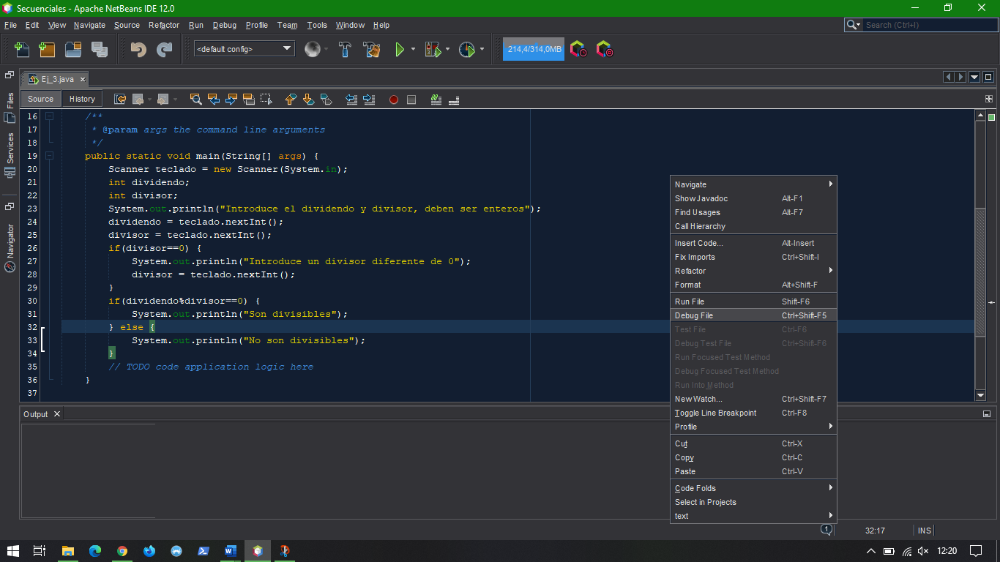 Secuenciales - Apache NetBeans IDE 12.0
File Edit View Navigate Source Refactor Run Debug Profile Team Tools Window Help
Search (Ctrl+I)
<default config>
214,4/314,0MB
Ej_3.java
Source History
Files
Services
Navigator
16 /**
17 * @param args the command line arguments
18 */
19 public static void main(String[] args) {
20 Scanner teclado = new Scanner(System.in);
21 int dividendo;
22 int divisor;
23 System.out.println("Introduce el dividendo y divisor, deben ser enteros");
24 dividendo = teclado.nextInt();
25 divisor = teclado.nextInt();
26 if(divisor==0) {
27 System.out.println("Introduce un divisor diferente de 0");
28 divisor = teclado.nextInt();
29 }
30 if(dividendo%divisor==0) {
31 System.out.println("Son divisibles");
32 } else {
33 System.out.println("No son divisibles");
34 }
35 // TODO code application logic here
36 }
37
Navigate
Show Javadoc Alt-F1
Find Usages Alt-F7
Call Hierarchy
Insert Code... Alt-Insert
Fix Imports Ctrl+Shift-I
Refactor
Format Alt+Shift-F
Run File Shift-F6
Debug File Ctrl+Shift-F5
Test File Ctrl-F6
Debug Test File Ctrl+Shift-F6
Run Focused Test Method
Debug Focused Test Method
Run Into Method
New Watch... Ctrl+Shift-F7
Toggle Line Breakpoint Ctrl-F8
Profile
Cut Ctrl-X
Copy Ctrl-C
Paste Ctrl-V
Code Folds
Select in Projects
text
Output
1 32:17 INS
12:20